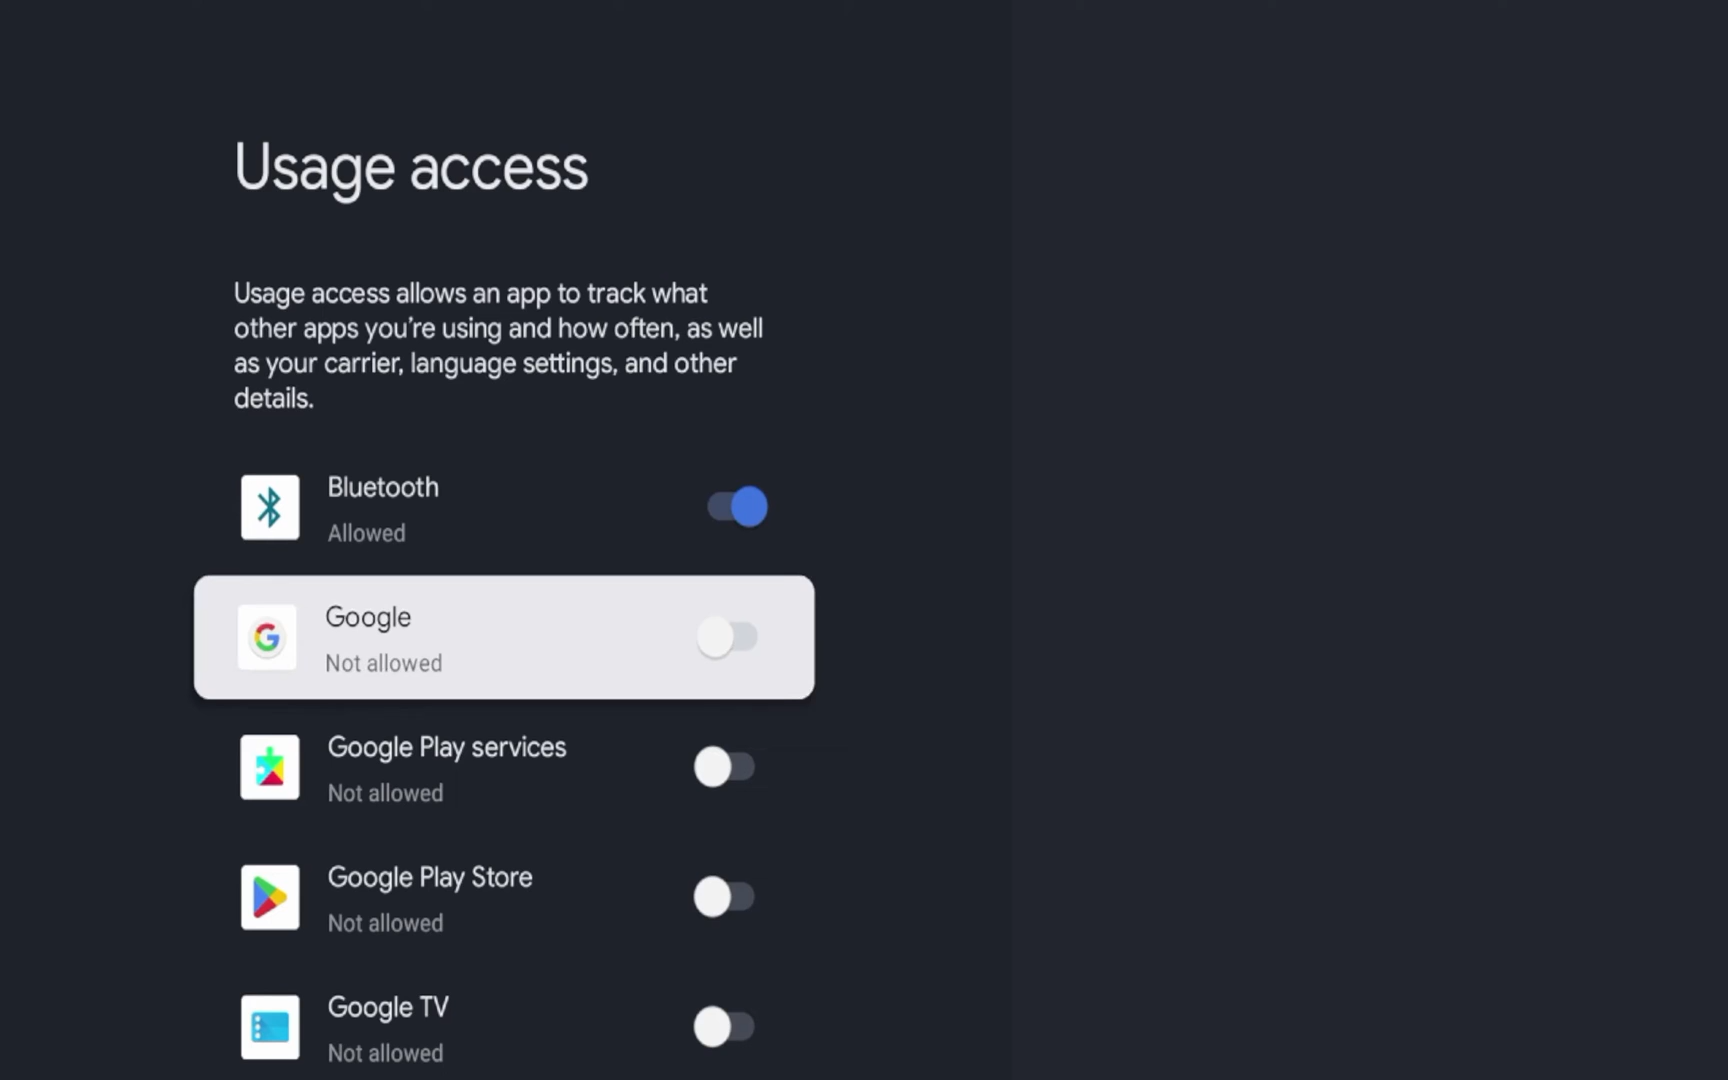 Usage access
Usage access allows an app to track what
other apps you’re using and how often, as well
as your carrier, language settings, and other
details.
Bluetooth
Allowed
Google
Not allowed
Google Play services
Not allowed
Google Play Store
Not allowed
Google TV
Not allowed